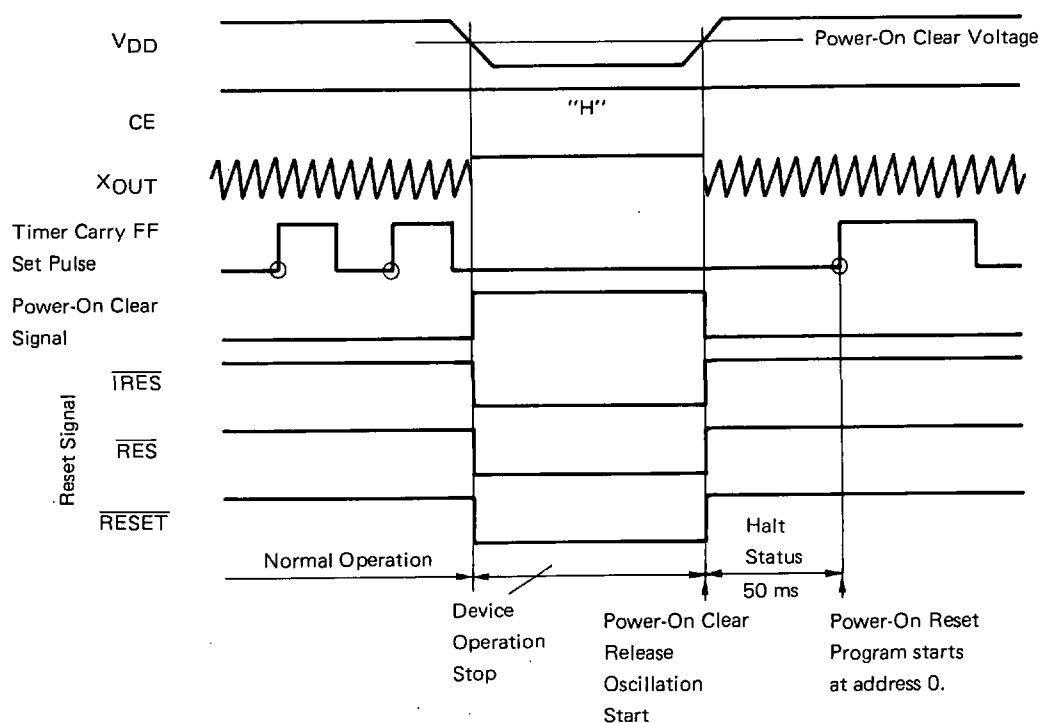 VDD
Power-On Clear Voltage
CE
"H"
XOUT
Timer Carry FF
Set Pulse
Power-On Clear
Signal
Reset Signal
IRES
RES
RESET
Normal Operation
Halt
Status
50 ms
Device
Operation
Stop
Power-On Clear
Release
Oscillation
Start
Power-On Reset
Program starts
at address 0.